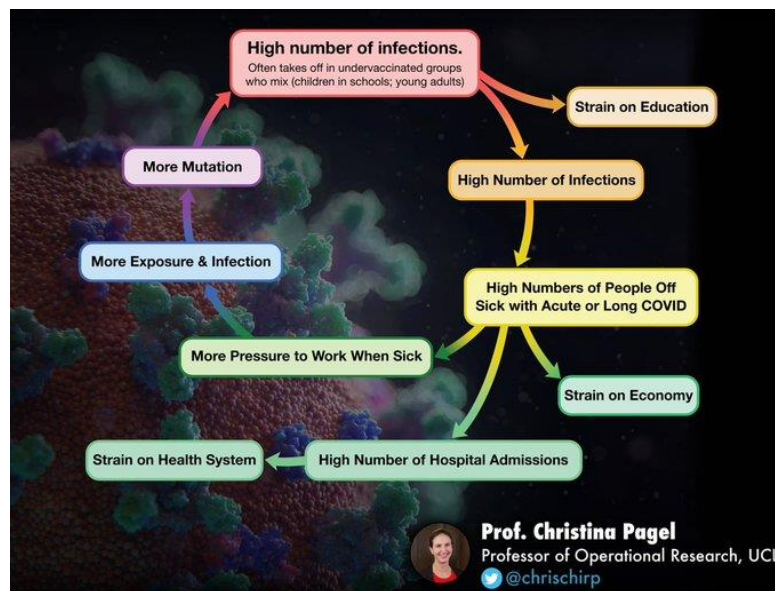 High number of infections.
Often takes off in undervaccinated groups
who mix (children in schools; young adults)
Strain on Education
More Mutation
High Number of Infections
More Exposure & Infection
High Numbers of People Off
Sick with Acute or Long COVID
More Pressure to Work When Sick
Strain on Economy
Strain on Health System
High Number of Hospital Admissions
Prof. Christina Pagel
Professor of Operational Research, UCL
@chrischirp